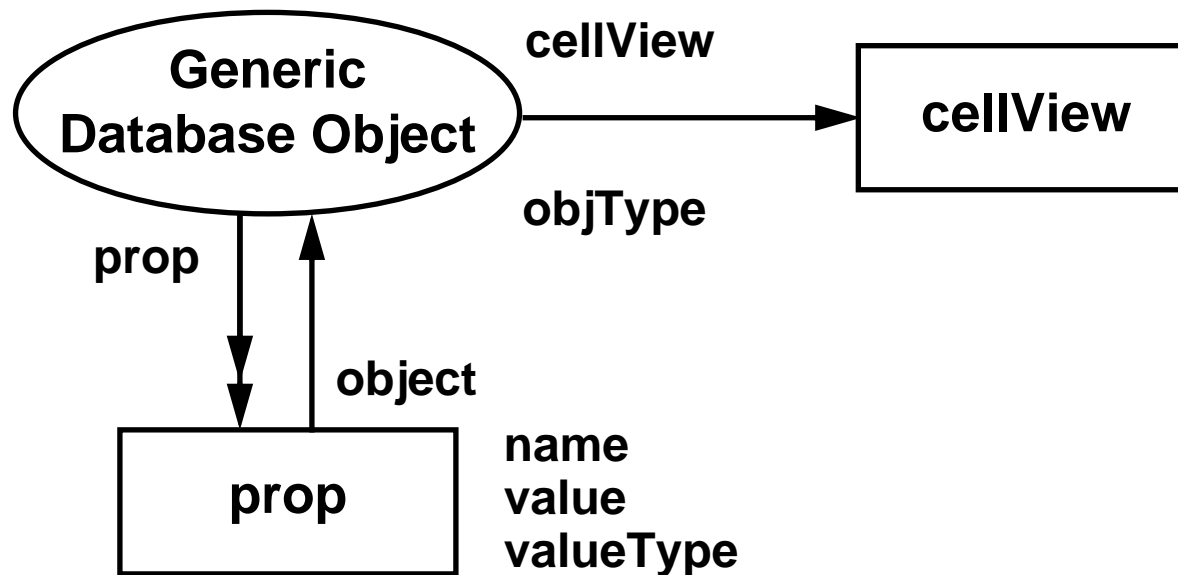 Generic
Database Object
cellView
cellView
objType
prop
object
prop
name
value
valueType